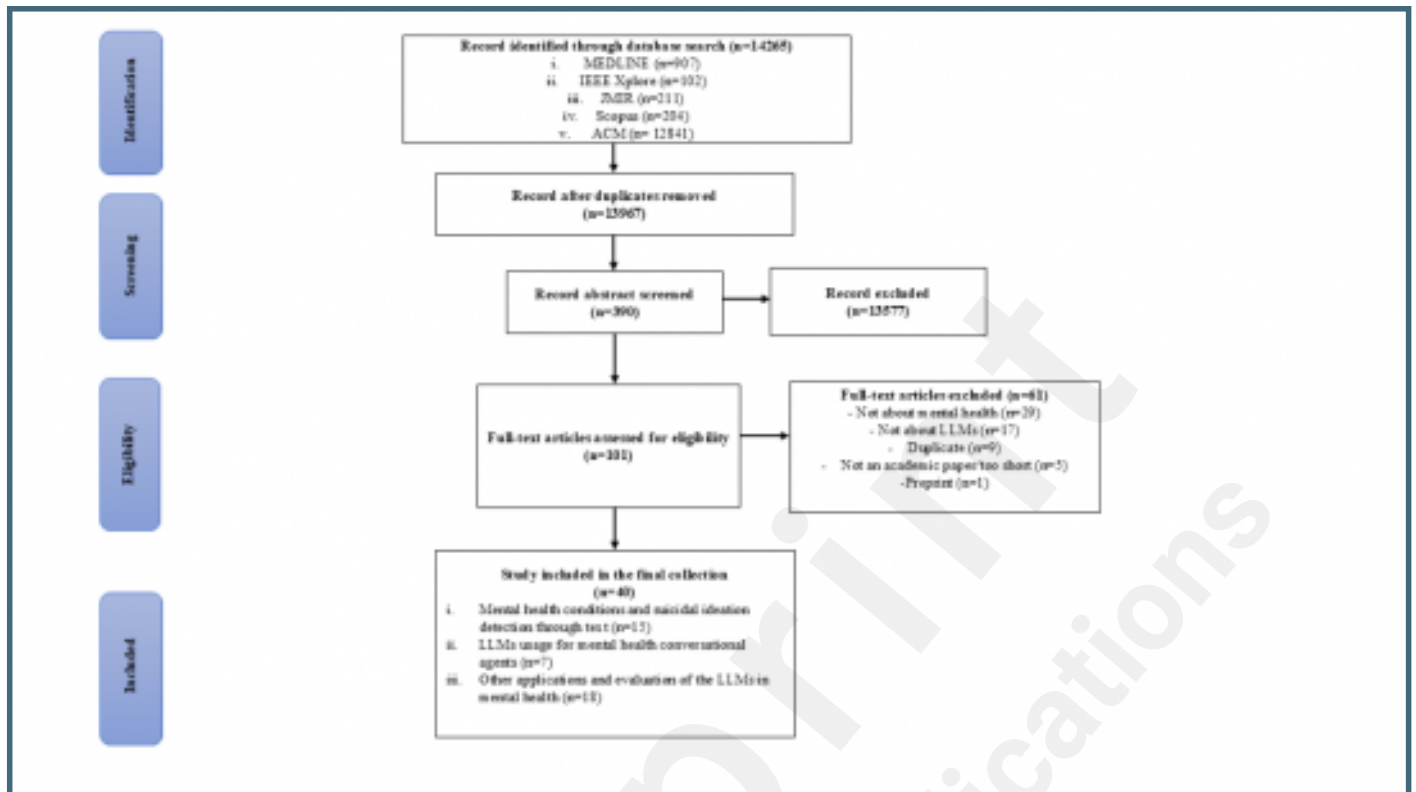 Identification
Record identified through database search (n=14265)
i. MEDLINE (n=907)
ii. IEEE Xplore (n=102)
iii. JMIR (n=211)
iv. Scopus (n=204)
v. ACM (n= 12841)
Screening
Record after duplicates removed
(n=13967)
Record abstract screened
(n=390)
Record excluded
(n=13577)
Eligibility
Full-text articles assessed for eligibility
(n=101)
Full-text articles excluded (n=61)
- Not about mental health (n=29)
- Not about LLMs (n=17)
- Duplicate (n=9)
- Not an academic paper/too short (n=5)
-Preprint (n=1)
Included
Study included in the final collection
(n=40)
i. Mental health conditions and suicidal ideation
detection through text (n=15)
ii. LLMs usage for mental health conversational
agents (n=7)
iii. Other applications and evaluation of the LLMs in
mental health (n=18)
print
lications